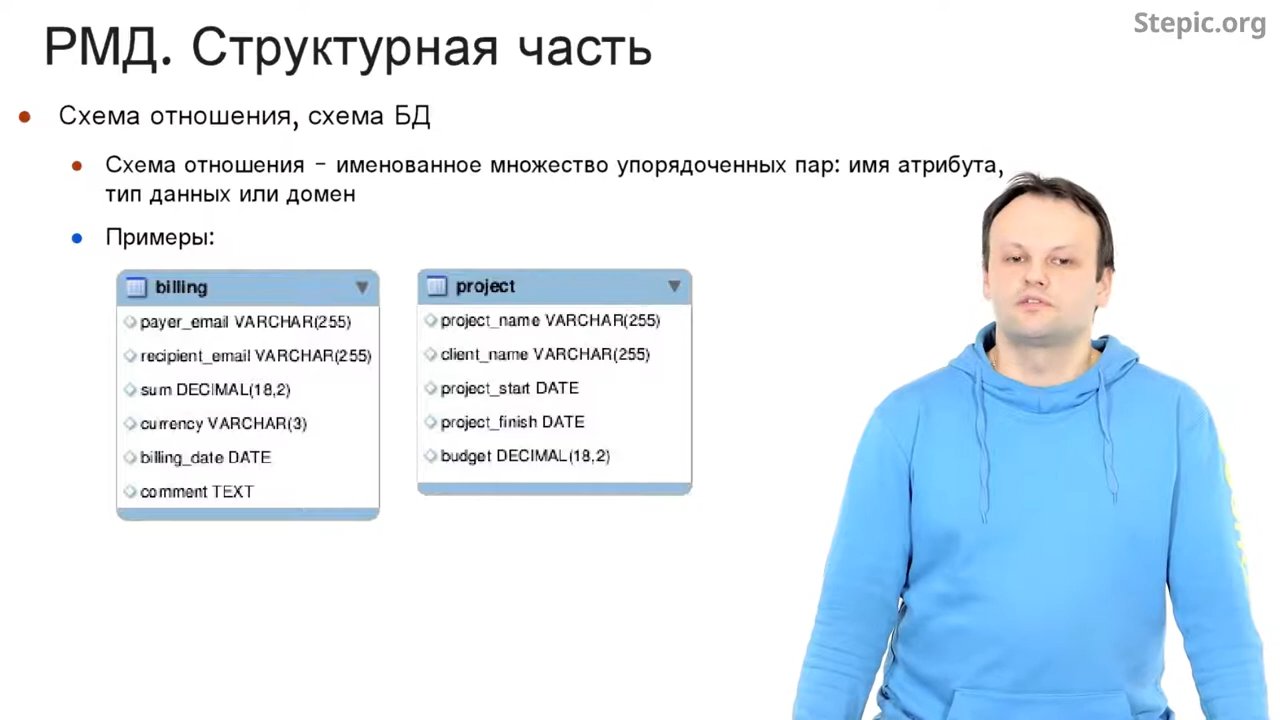 Stepic.org
РМД. Структурная часть
Схема отношения, схема БД
Схема отношения – именованное множество упорядоченных пар: имя атрибута,
тип данных или домен
Примеры:
billing
payer_email VARCHAR(255)
recipient_email VARCHAR(255)
sum DECIMAL(18,2)
currency VARCHAR(3)
billing_date DATE
comment TEXT
project
project_name VARCHAR(255)
client_name VARCHAR(255)
project_start DATE
project_finish DATE
budget DECIMAL(18,2)